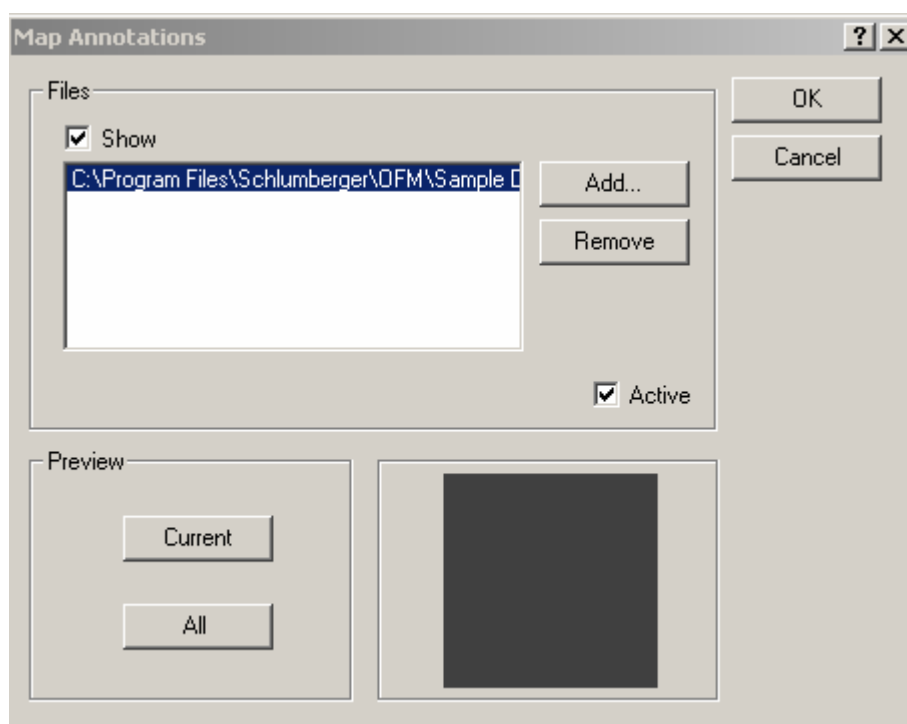 Map Annotations
Files
Show
C:\Program Files\Schlumberger\OFM\Sample D
Add...
Remove
Active
OK
Cancel
Preview
Current
All